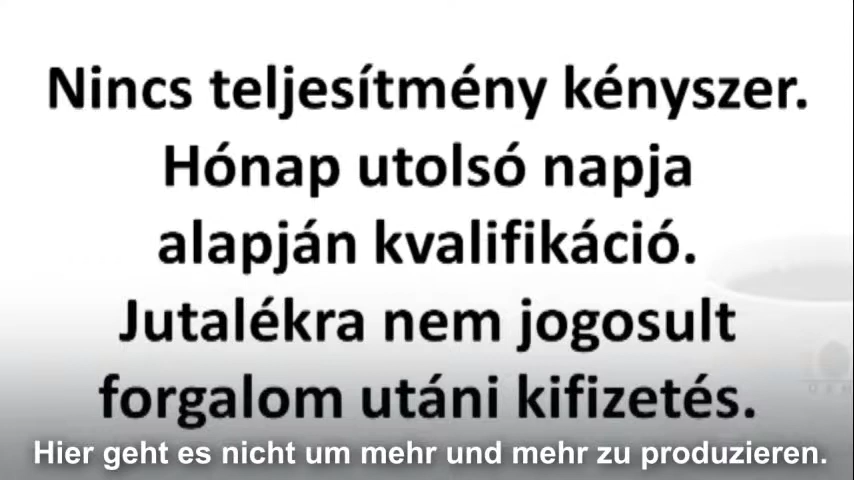 Nincs teljesítmény kényszer.
Hónap utolsó napja
alapján kvalifikáció.
Jutalékra nem jogosult
forgalom utáni kifizetés.
Hier geht es nicht um mehr und mehr zu produzieren.